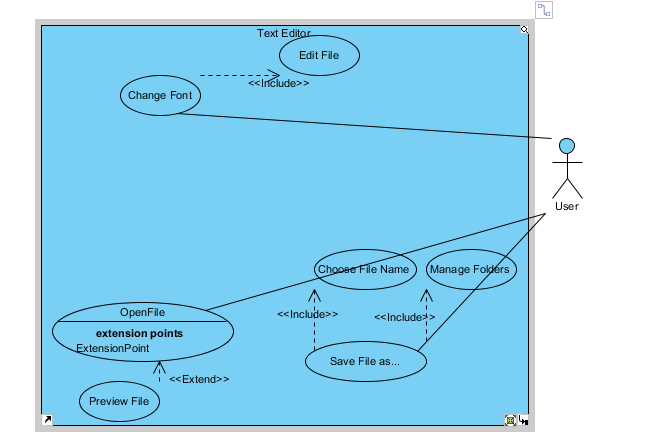 Text Editor
Edit File
<<Include>>
Change Font
User
Choose File Name
Manage Folders
OpenFile
extension points
ExtensionPoint
<<Include>>
<<Include>>
Save File as...
<<Extend>>
Preview File